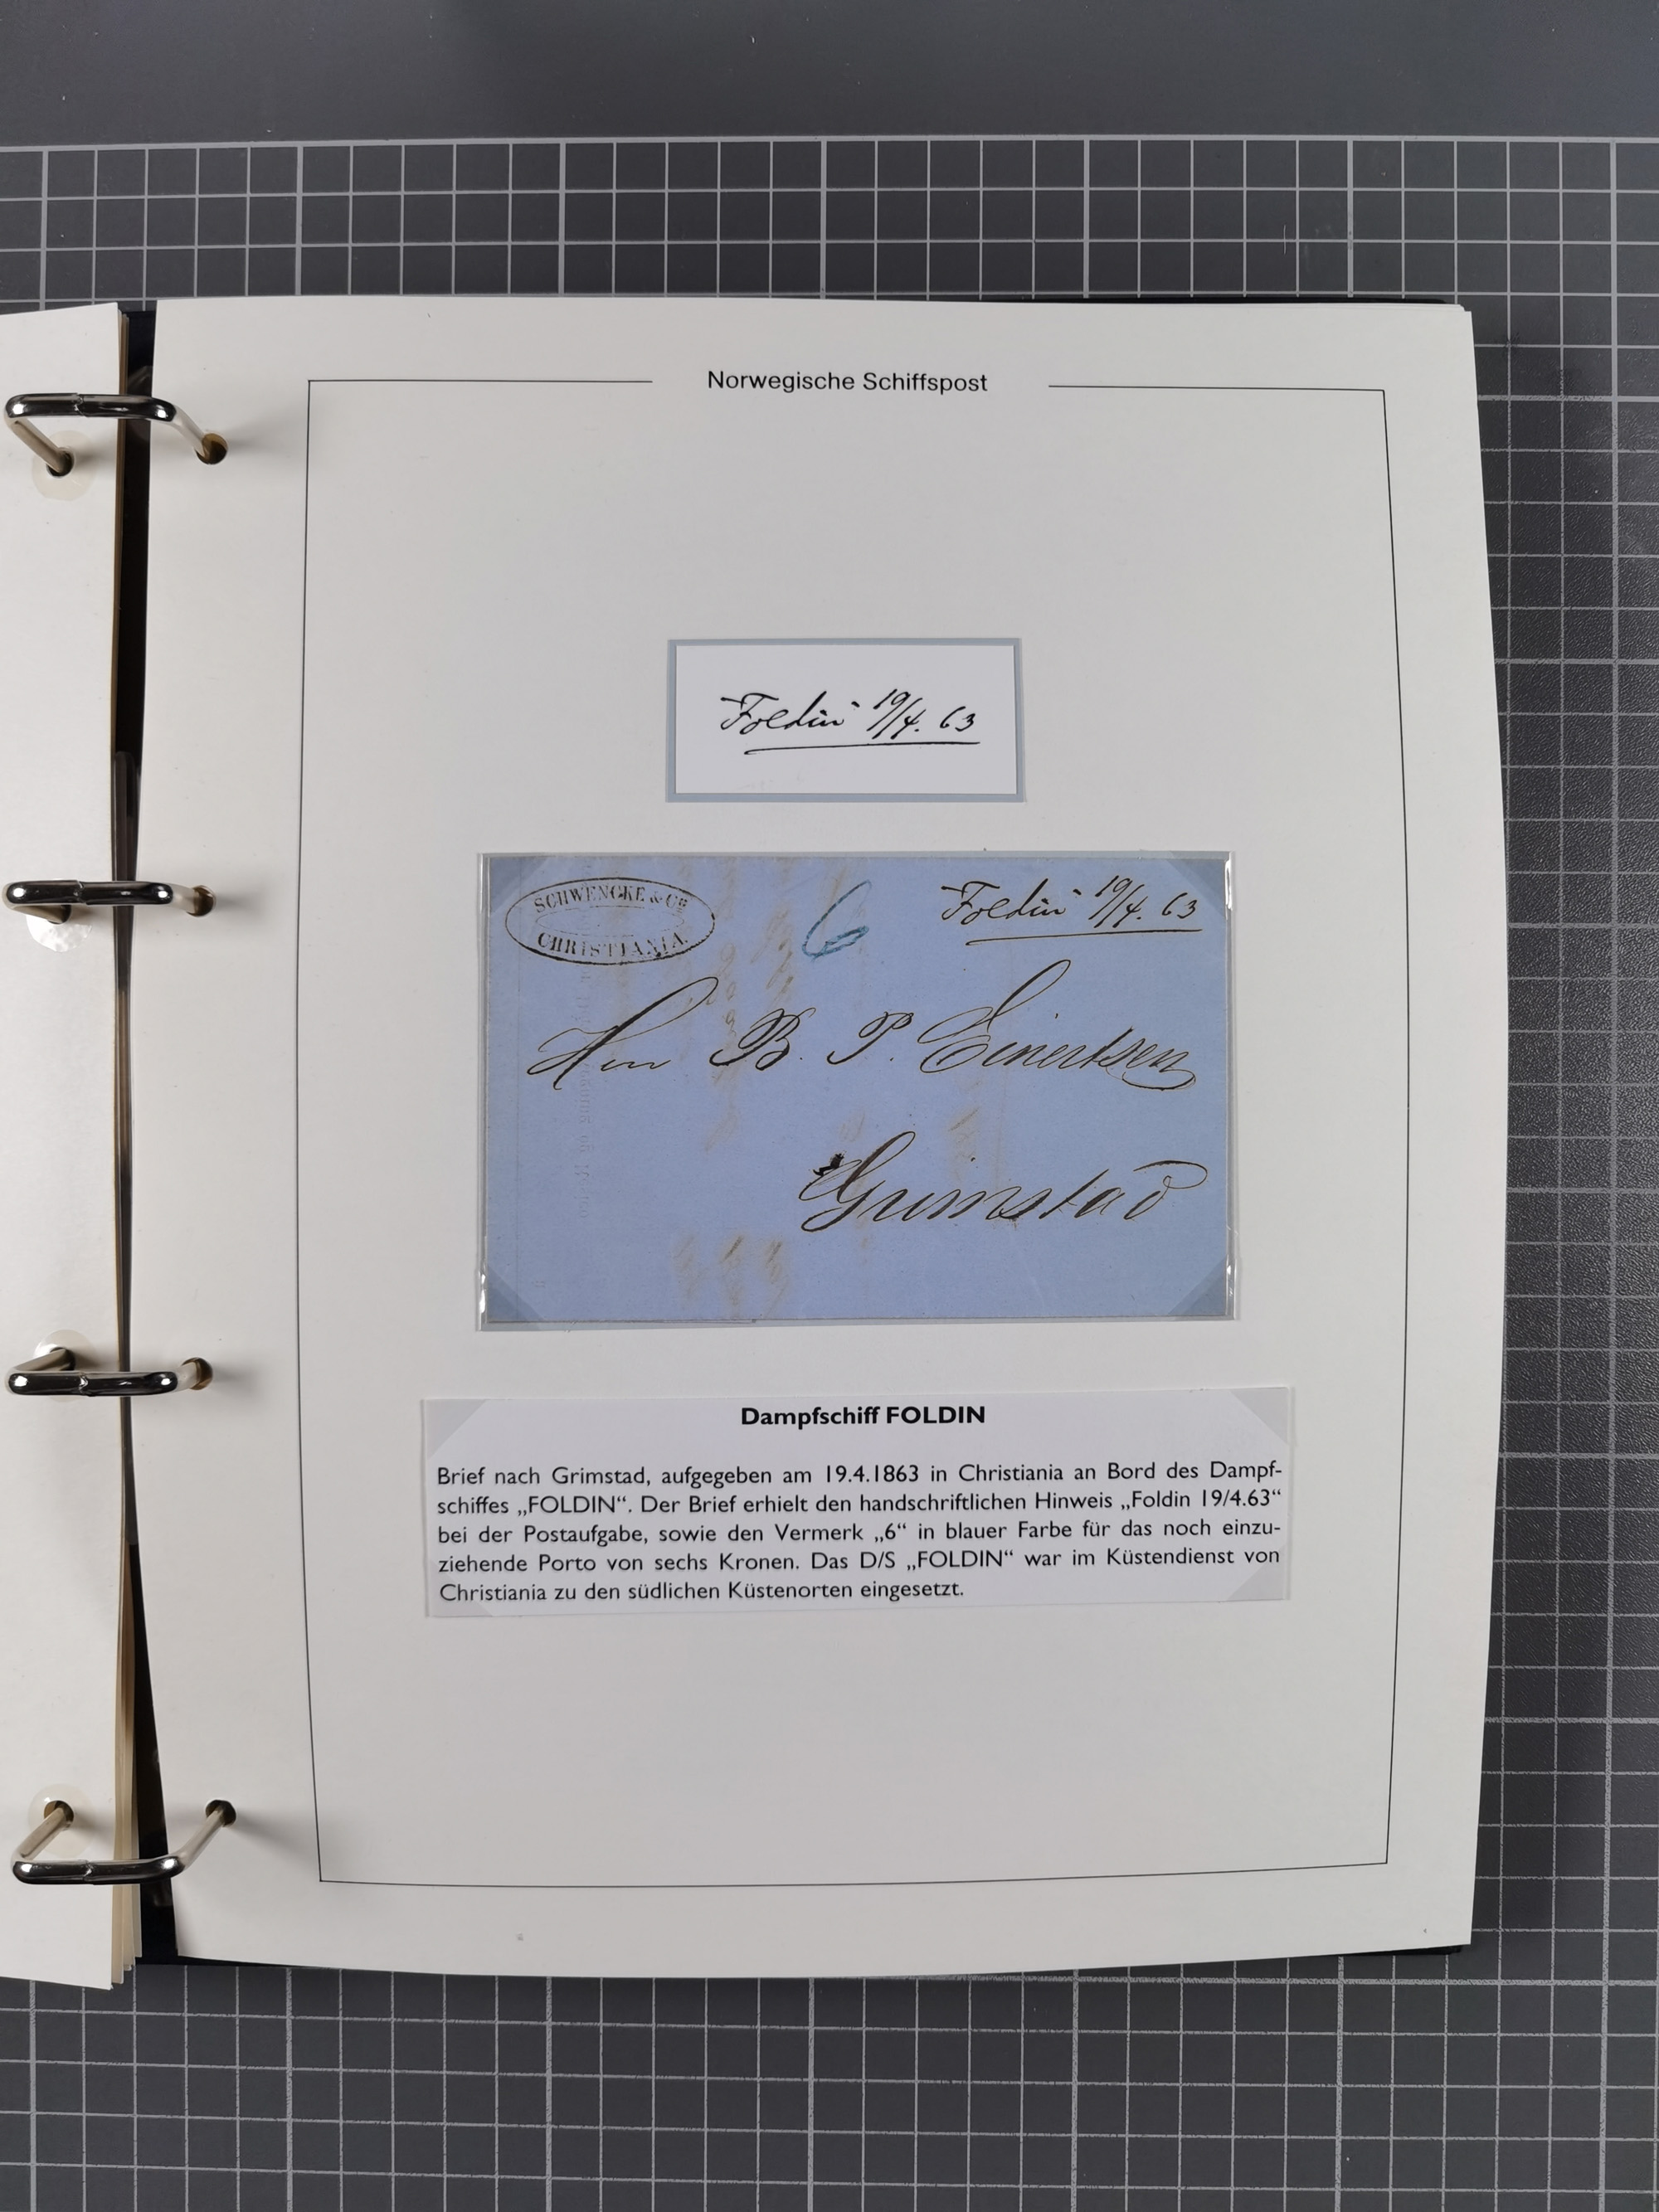 Norwegische Schiffspost
„Foldin“ 19/4. 63
SCHWENCKE & Co
CHRISTIANIA.
6
„Foldin“ 19/4. 63
Herr B. P. Einertsen
Grimstad
Dampfschiff FOLDIN
Brief nach Grimstad, aufgegeben am 19.4.1863 in Christiania an Bord des Dampf-
schiffes „FOLDIN“. Der Brief erhielt den handschriftlichen Hinweis „Foldin 19/4.63“
bei der Postaufgabe, sowie den Vermerk „6“ in blauer Farbe für das noch einzu-
ziehende Porto von sechs Kronen. Das D/S „FOLDIN“ war im Küstendienst von
Christiania zu den südlichen Küstenorten eingesetzt.